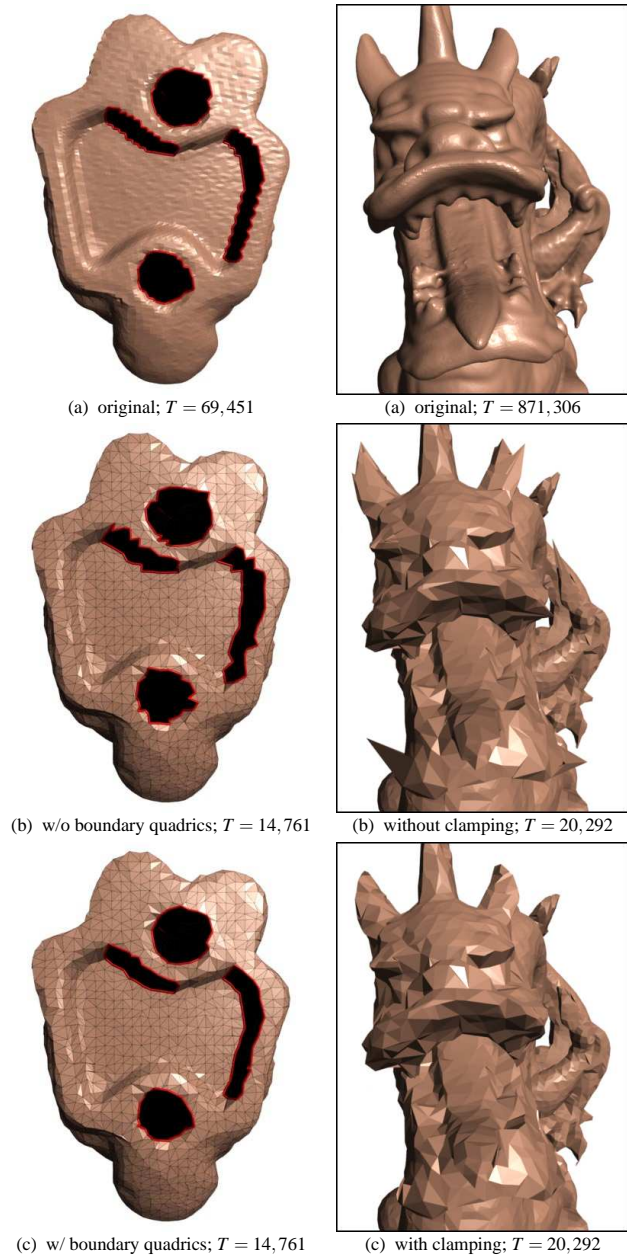 (a) original; T = 69,451
(a) original; T = 871,306
(b) w/o boundary quadrics; T = 14,761
(b) without clamping; T = 20,292
(c) w/ boundary quadrics; T = 14,761
(c) with clamping; T = 20,292